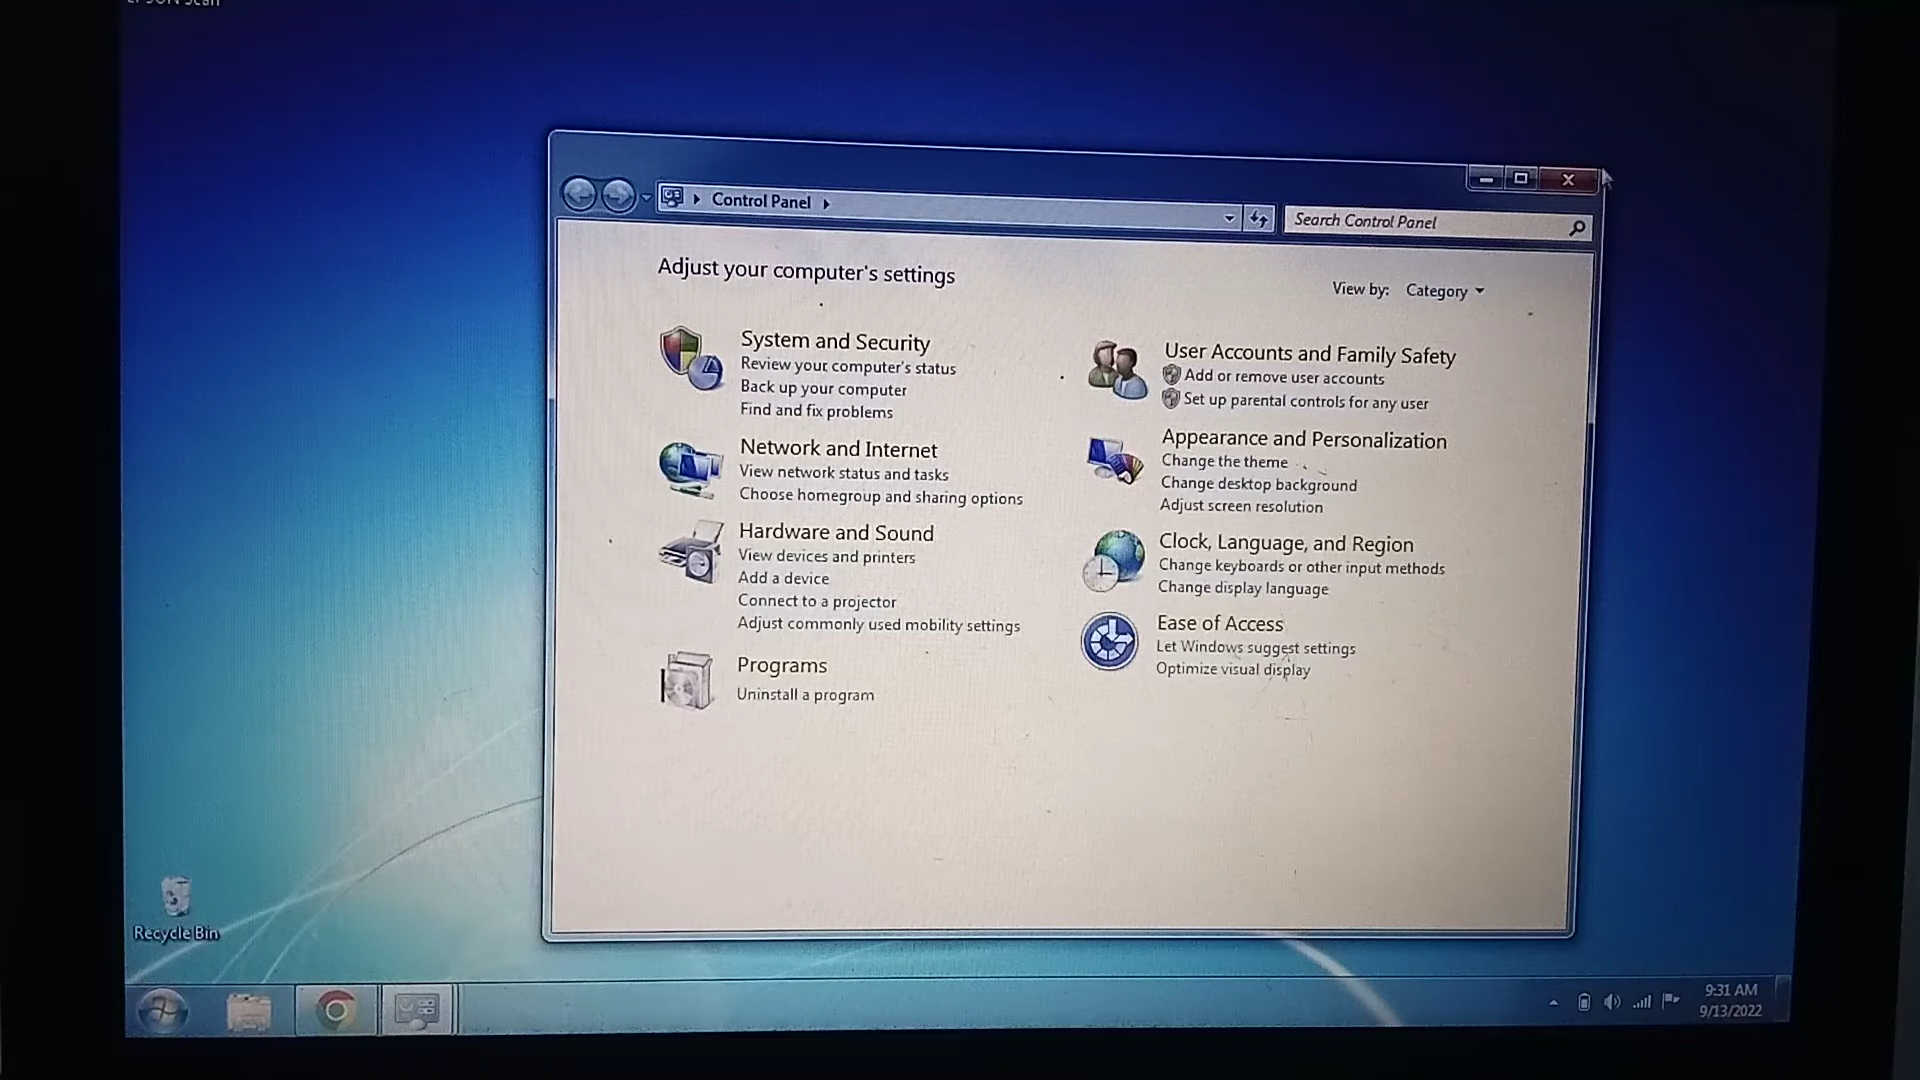 Control Panel
Search Control Panel
Adjust your computer's settings
View by: Category
System and Security
Review your computer's status
Back up your computer
Find and fix problems
Network and Internet
View network status and tasks
Choose homegroup and sharing options
Hardware and Sound
View devices and printers
Add a device
Connect to a projector
Adjust commonly used mobility settings
Programs
Uninstall a program
User Accounts and Family Safety
Add or remove user accounts
Set up parental controls for any user
Appearance and Personalization
Change the theme
Change desktop background
Adjust screen resolution
Clock, Language, and Region
Change keyboards or other input methods
Change display language
Ease of Access
Let Windows suggest settings
Optimize visual display
Recycle Bin
9:31 AM
9/13/2022